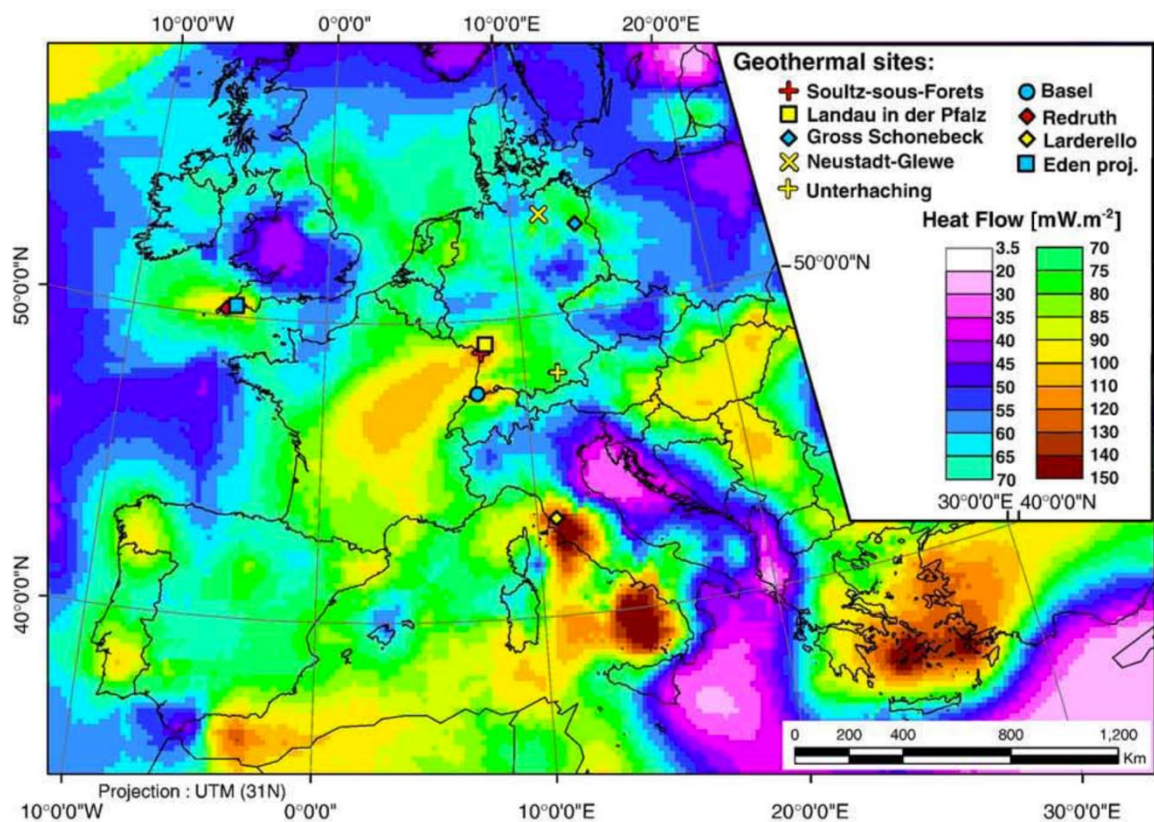 10°0'0"W 0°0'0"E 10°0'0"E 20°0'0"E
Geothermal sites:
Soultz-sous-Forets
Landau in der Pfalz
Gross Schonebeck
Neustadt-Glewe
Unterhaching
Basel
Redruth
Larderello
Eden proj.
Heat Flow [mW.m-2]
3.5 70
20 75
30 80
35 85
40 90
45 100
50 110
55 120
60 130
65 140
70 150
30°0'0"E 40°0'0"N
50°0'0"N
50°0'0"N
40°0'0"N
0 200 400 800 1,200
Km
Projection : UTM (31N)
10°0'0"W 0°0'0"E 10°0'0"E 20°0'0"E 30°0'0"E